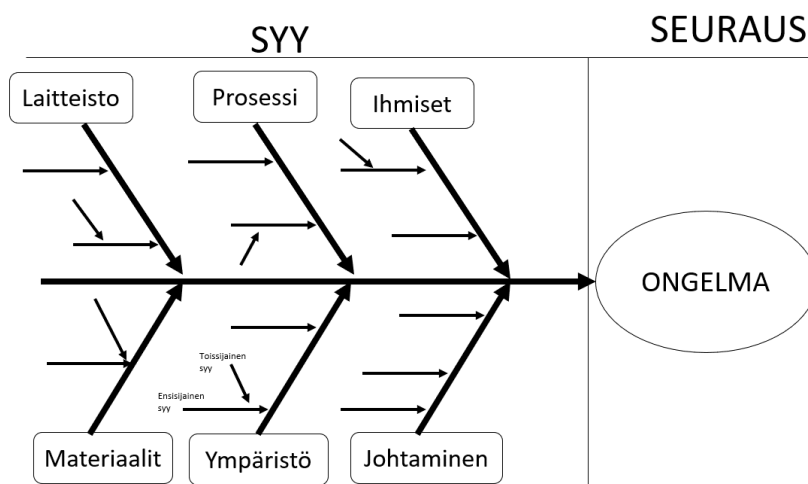 SYY
SEURAUS
Laitteisto
Prosessi
Ihmiset
ONGELMA
Toissijainen
syy
Ensisijainen
syy
Materiaalit
Ympäristö
Johtaminen